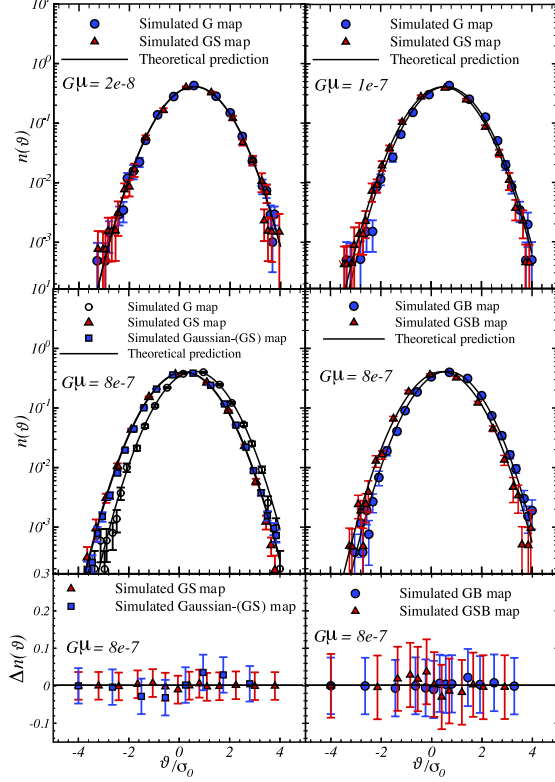 10¹
Simulated G map
Simulated GS map
Theoretical prediction
Gμ = 2e-8
10⁰
10⁻¹
10⁻²
10⁻³
10¹
n(ϑ)
Simulated G map
Simulated GS map
Theoretical prediction
Gμ = 1e-7
Simulated G map
Simulated GS map
Simulated Gaussian-(GS) map
Theoretical prediction
Gμ = 8e-7
10⁰
10⁻¹
10⁻²
10⁻³
n(ϑ)
Simulated GB map
Simulated GSB map
Theoretical prediction
Gμ = 8e-7
0.3
0.2
0.1
0
-0.1
Δn(ϑ)
Simulated GS map
Simulated Gaussian-(GS) map
Gμ = 8e-7
Simulated GB map
Simulated GSB map
Gμ = 8e-7
-4 -2 0 2 4
ϑ/σ₀
-4 -2 0 2 4
ϑ/σ₀